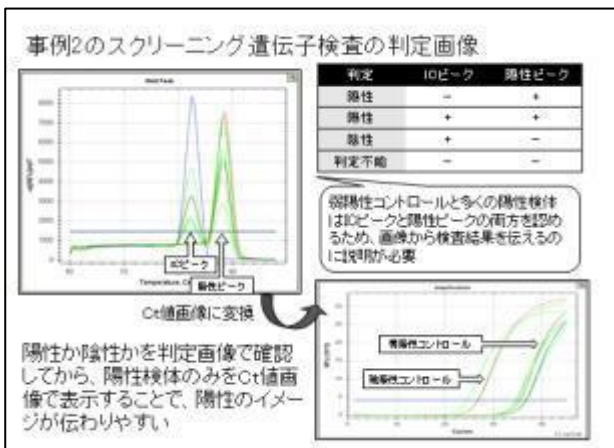 事例2のスクリーニング遺伝子検査の判定画像
Melt Peak
判定 ICピーク 陽性ピーク
陽性 − +
陽性 + +
陰性 + −
判定不能 − −
ICピーク
陽性ピーク
弱陽性コントロールと多くの陽性検体
はICピークと陽性ピークの両方を認め
るため、画像から検査結果を伝えるの
に説明が必要
Ct値画像に変換
陽性か陰性かを判定画像で確認
してから、陽性検体のみをCt値画
像で表示することで、陽性のイメー
ジが伝わりやすい
陽性コントロール
弱陽性コントロール